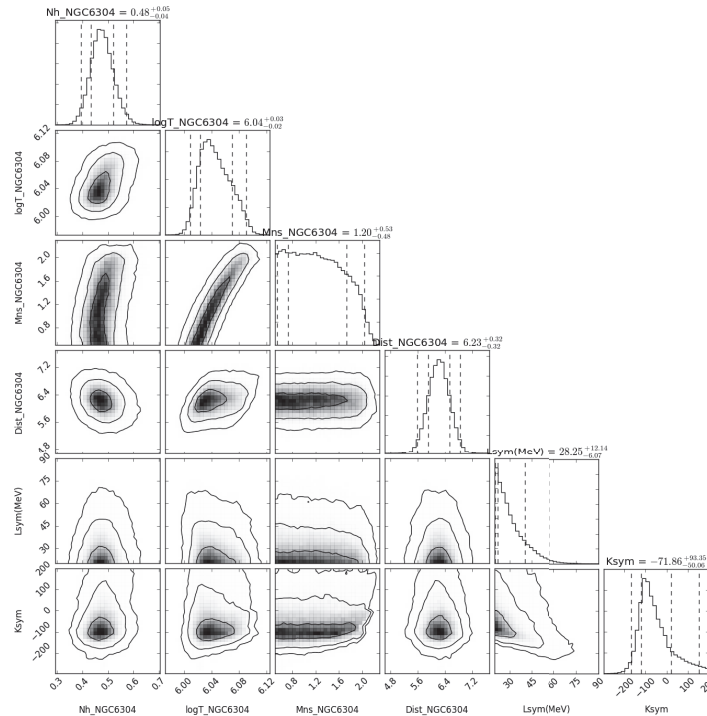 Nh_NGC6304 = 0.48+0.05−0.04
logT_NGC6304 = 6.04+0.03−0.02
6.12
6.08
6.04
6.00
logT_NGC6304
Mns_NGC6304 = 1.20+0.53−0.48
2.0
1.6
1.2
0.8
Mns_NGC6304
Dist_NGC6304 = 6.23+0.32−0.32
7.2
6.4
5.6
4.8
Dist_NGC6304
Lsym(MeV) = 28.25+12.14−6.07
90
75
60
45
30
Lsym(MeV)
Ksym = −71.86+93.35−50.06
200
100
0
−100
−200
Ksym
0.3 0.4 0.5 0.6 0.7
6.00 6.04 6.08 6.12
0.8 1.2 1.6 2.0
4.8 5.6 6.4 7.2
30 45 60 75 90
−200 −100 0 100
Nh_NGC6304 logT_NGC6304 Mns_NGC6304 Dist_NGC6304 Lsym(MeV) Ksym